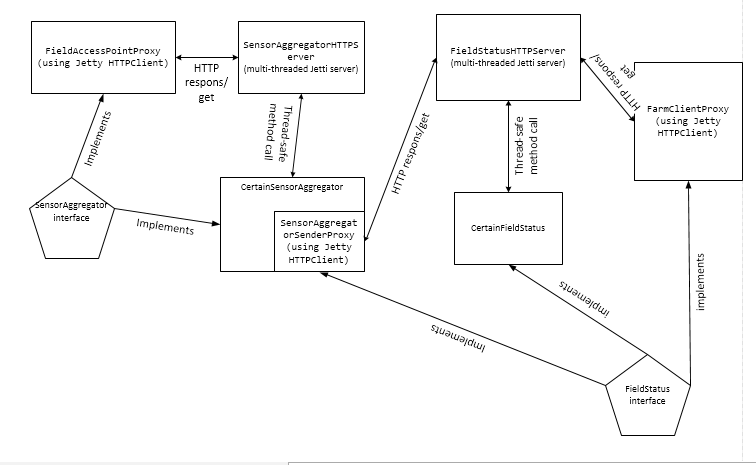 FieldAccessPointProxy
(using Jetty HTTPClient)
HTTP
respons/
get
SensorAggregatorHTTPS
erver
(multi-threaded Jetti server)
FieldStatusHTTPServer
(multi-threaded Jetti server)
HTTP respons/
get
FarmClientProxy
(using Jetty
HTTPClient)
Implements
Thread-safe
method call
HTTP respons/get
Thread-safe
method call
SensorAggregator
interface
Implements
CertainSensorAggregator
SensorAggregat
orSenderProxy
(using Jetty
HTTPClient)
CertainFieldStatus
implements
implements
Implements
FieldStatus
interface